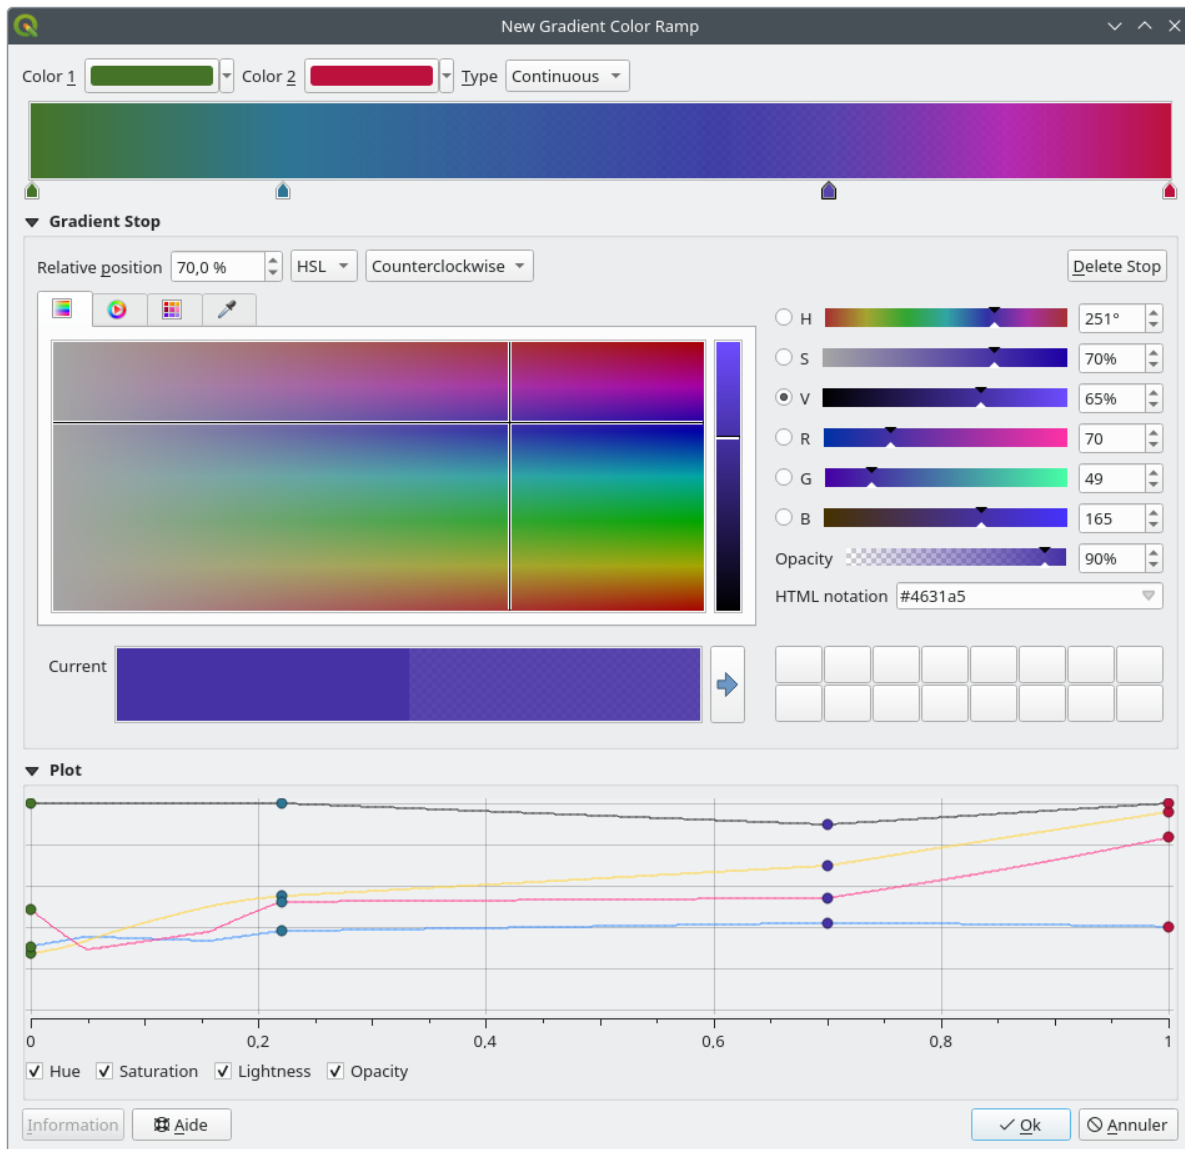 New Gradient Color Ramp
Color 1 Color 2 Type Continuous
Gradient Stop
Relative position 70,0 % HSL Counterclockwise Delete Stop
H 251°
S 70%
V 65%
R 70
G 49
B 165
Opacity 90%
HTML notation #4631a5
Current
Plot
0 0,2 0,4 0,6 0,8 1
Hue Saturation Lightness Opacity
Information Aide Ok Annuler